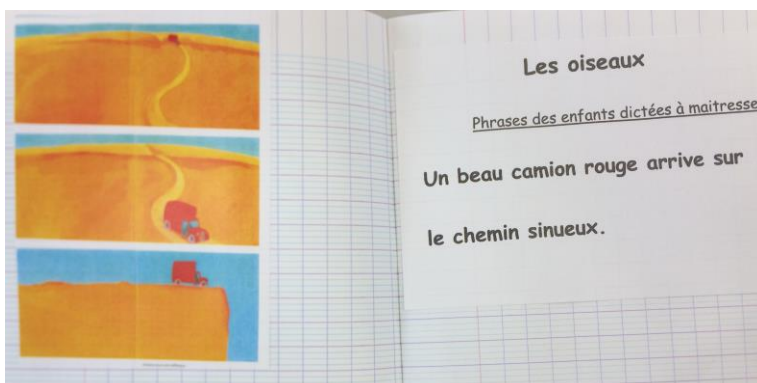 Les oiseaux
Phrases des enfants dictées à maitresse
Un beau camion rouge arrive sur
le chemin sinueux.